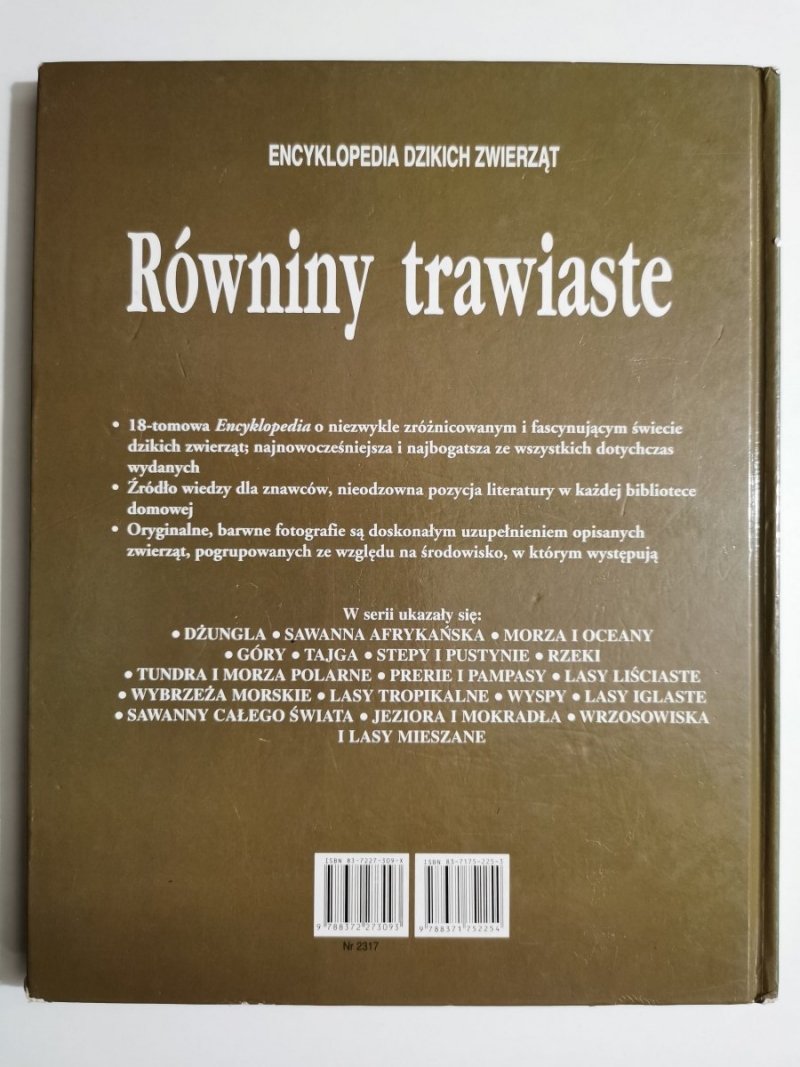 ENCYKLOPEDIA DZIKICH ZWIERZĄT
Równiny trawiaste
• 18-tomowa Encyklopedia o niezwykle zróżnicowanym i fascynującym świecie
dzikich zwierząt; najnowocześniejsza i najbogatsza ze wszystkich dotychczas
wydanych
• Źródło wiedzy dla znawców, nieodzowna pozycja literatury w każdej bibliotece
domowej
• Oryginalne, barwne fotografie są doskonałym uzupełnieniem opisanych
zwierząt, pogrupowanych ze względu na środowisko, w którym występują
W serii ukazały się:
• DŻUNGLA • SAWANNA AFRYKAŃSKA • MORZA I OCEANY
• GÓRY • TAJGA • STEPY I PUSTYNIE • RZEKI
• TUNDRA I MORZA POLARNE • PRERIE I PAMPASY • LASY LIŚCIASTE
• WYBRZEŻA MORSKIE • LASY TROPIKALNE • WYSPY • LASY IGLASTE
• SAWANNY CAŁEGO ŚWIATA • JEZIORA I MOKRADŁA • WRZOSOWISKA
I LASY MIESZANE
ISBN 83-7227-309-X ISBN 83-7175-225-3
9 788372 273093 9 788371 752254
Nr 2317